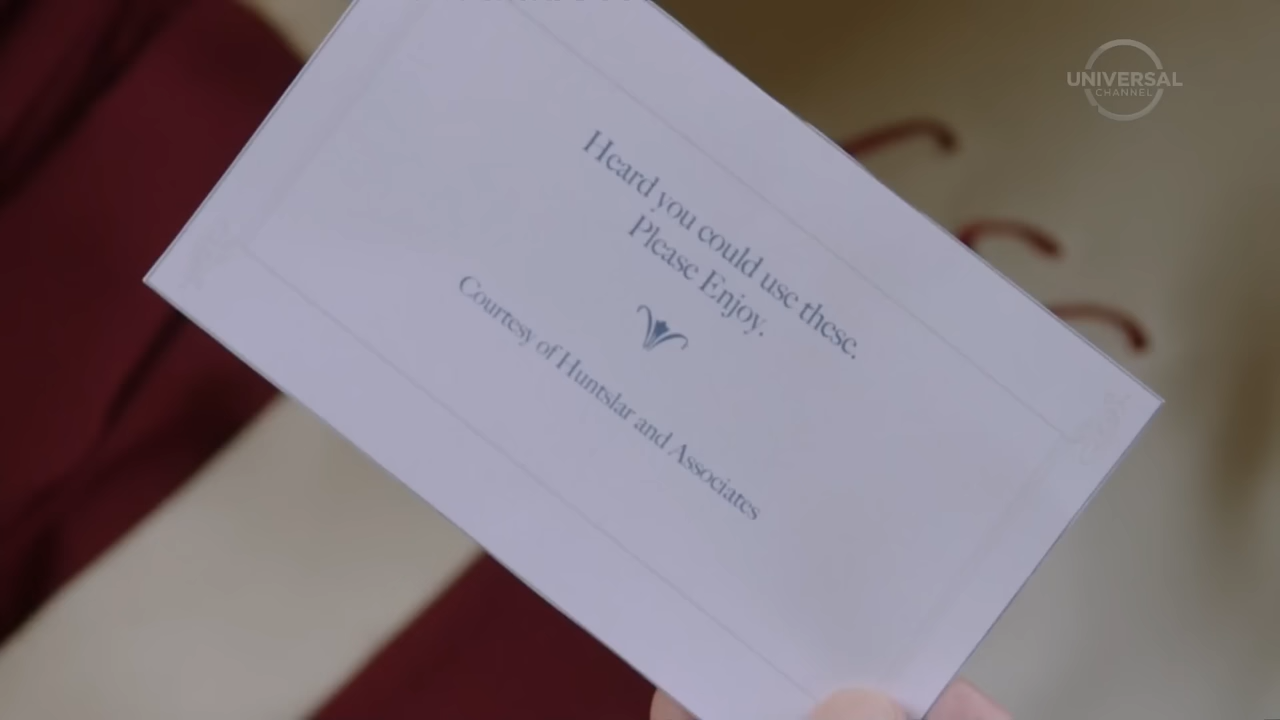 UNIVERSAL
CHANNEL
Heard you could use these.
Please Enjoy.
Courtesy of Huntslar and Associates